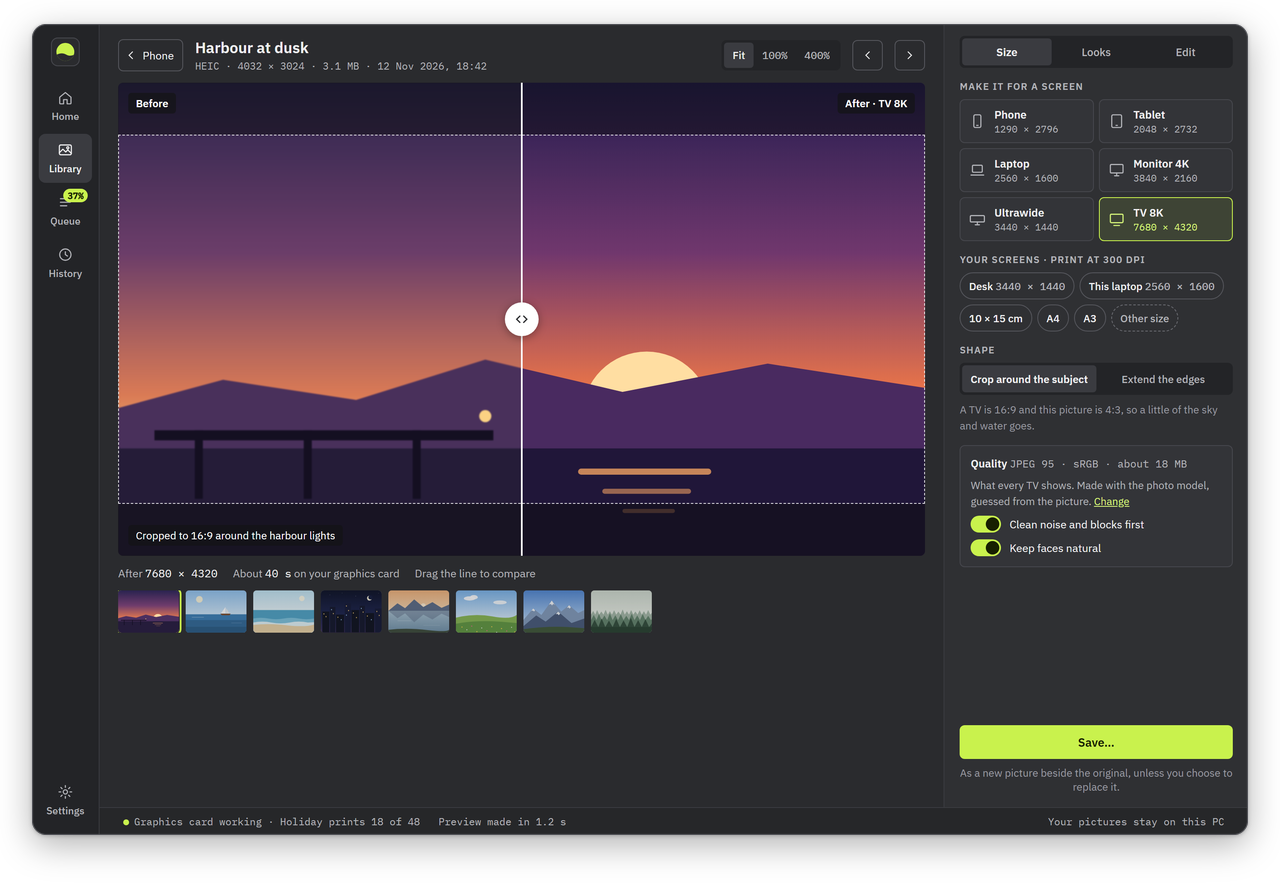 Home
Library
37%
Queue
History
Settings
Phone
Harbour at dusk
HEIC · 4032 × 3024 · 3.1 MB · 12 Nov 2026, 18:42
Fit 100% 400%
Before
After · TV 8K
Cropped to 16:9 around the harbour lights
After 7680 × 4320 About 40 s on your graphics card Drag the line to compare
Size Looks Edit
MAKE IT FOR A SCREEN
Phone
1290 × 2796
Tablet
2048 × 2732
Laptop
2560 × 1600
Monitor 4K
3840 × 2160
Ultrawide
3440 × 1440
TV 8K
7680 × 4320
YOUR SCREENS · PRINT AT 300 DPI
Desk 3440 × 1440 This laptop 2560 × 1600
10 × 15 cm A4 A3 Other size
SHAPE
Crop around the subject Extend the edges
A TV is 16:9 and this picture is 4:3, so a little of the sky
and water goes.
Quality JPEG 95 · sRGB · about 18 MB
What every TV shows. Made with the photo model,
guessed from the picture. Change
Clean noise and blocks first
Keep faces natural
Save...
As a new picture beside the original, unless you choose to
replace it.
Graphics card working · Holiday prints 18 of 48 Preview made in 1.2 s
Your pictures stay on this PC